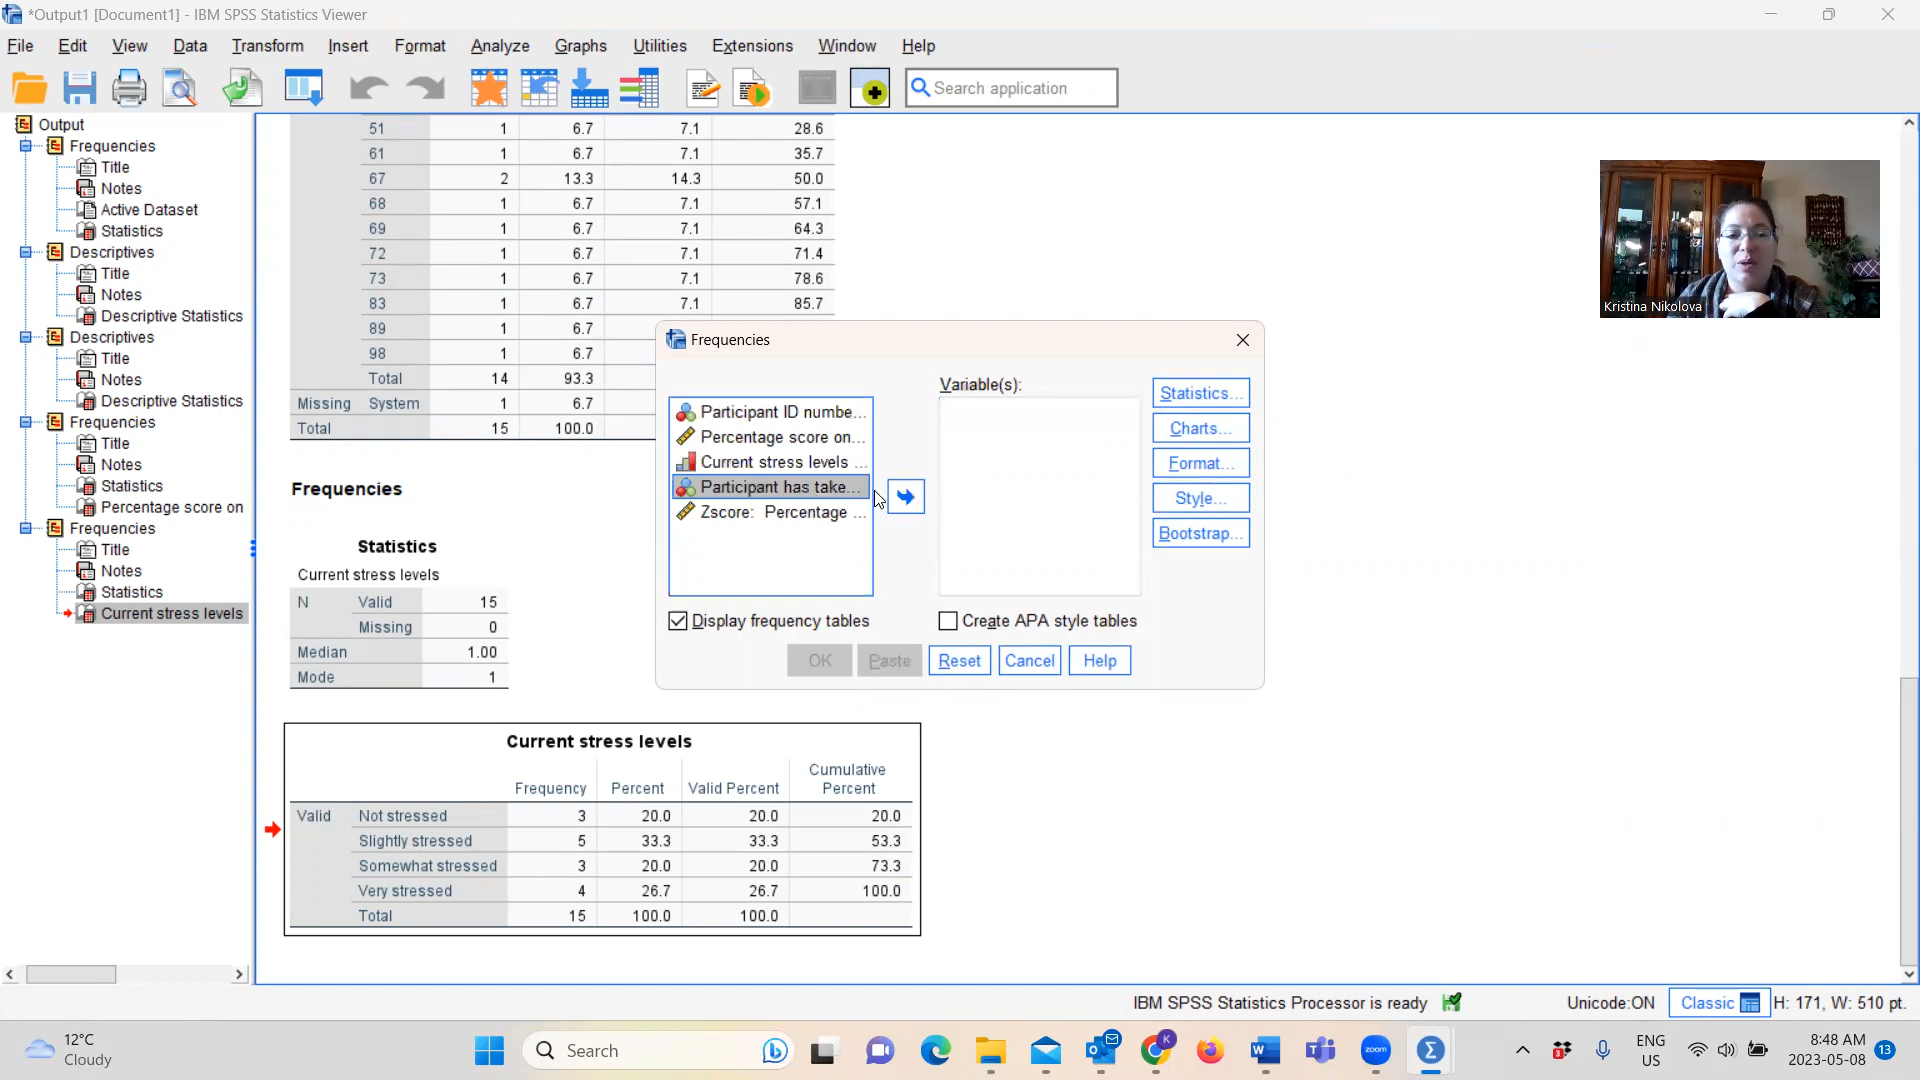 *Output1 [Document1] - IBM SPSS Statistics Viewer
File Edit View Data Transform Insert Format Analyze Graphs Utilities Extensions Window Help
Search application
Output
Frequencies
Title
Notes
Active Dataset
Statistics
Descriptives
Title
Notes
Descriptive Statistics
Descriptives
Title
Notes
Descriptive Statistics
Frequencies
Title
Notes
Statistics
Percentage score on
Frequencies
Title
Notes
Statistics
Current stress levels
51 1 6.7 7.1 28.6
61 1 6.7 7.1 35.7
67 2 13.3 14.3 50.0
68 1 6.7 7.1 57.1
69 1 6.7 7.1 64.3
72 1 6.7 7.1 71.4
73 1 6.7 7.1 78.6
83 1 6.7 7.1 85.7
89 1 6.7
98 1 6.7
Total 14 93.3
Missing System 1 6.7
Total 15 100.0
Frequencies
Statistics
Current stress levels
N Valid 15
Missing 0
Median 1.00
Mode 1
Current stress levels
Frequency Percent Valid Percent Cumulative Percent
Valid Not stressed 3 20.0 20.0 20.0
Slightly stressed 5 33.3 33.3 53.3
Somewhat stressed 3 20.0 20.0 73.3
Very stressed 4 26.7 26.7 100.0
Total 15 100.0 100.0
Frequencies
Variable(s):
Participant ID numbe...
Percentage score on...
Current stress levels ...
Participant has take...
Zscore: Percentage ...
Statistics...
Charts...
Format...
Style...
Bootstrap...
Display frequency tables
Create APA style tables
OK Paste Reset Cancel Help
Kristina Nikolova
IBM SPSS Statistics Processor is ready
Unicode:ON
Classic
H: 171, W: 510 pt.
12°C
Cloudy
Search
zoom
ENG
US
8:48 AM
2023-05-08
13